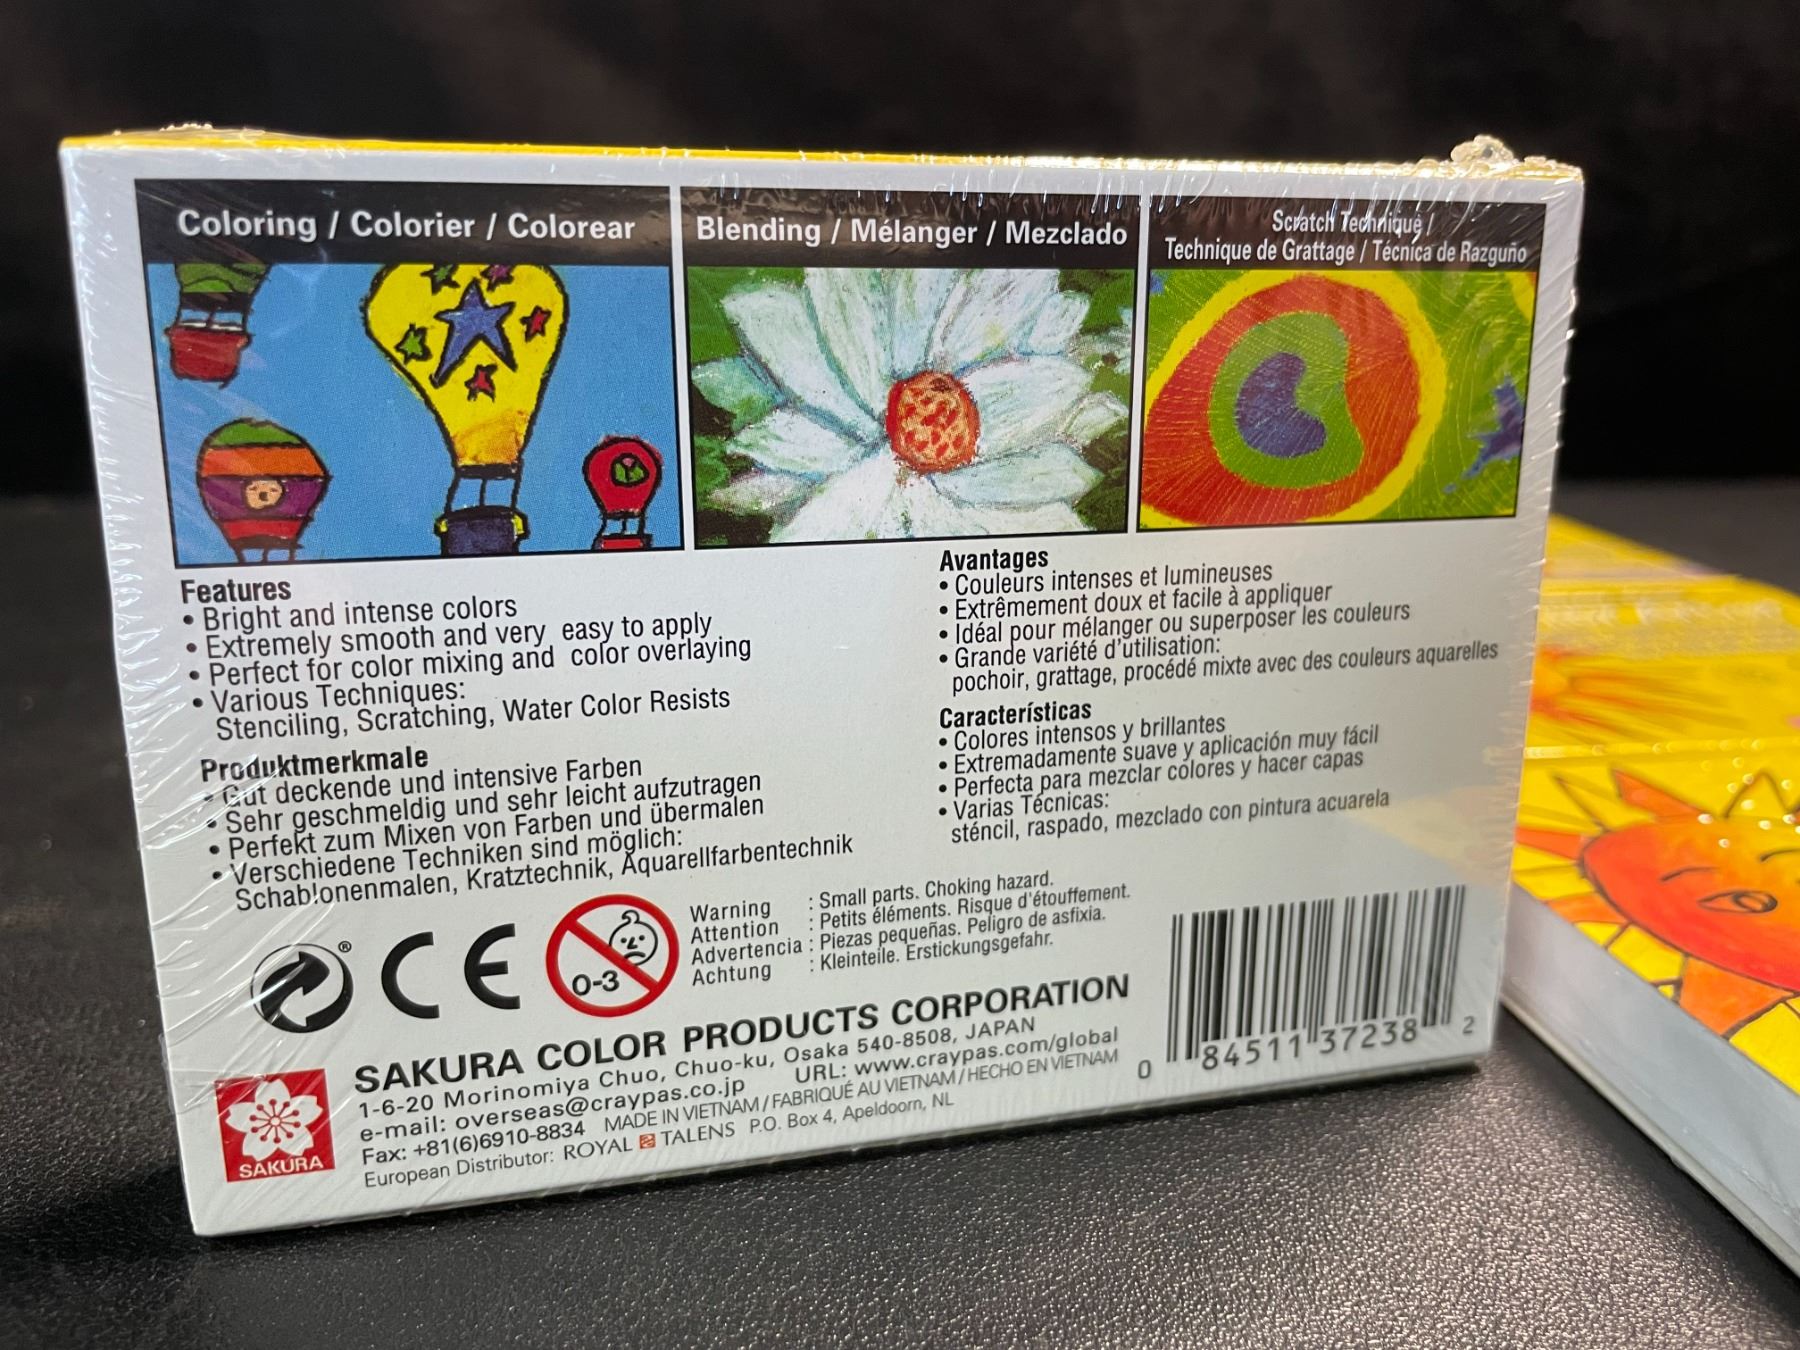 Coloring / Colorier / Colorear
Blending / Mélanger / Mezclado
Scratch Technique /
Technique de Grattage / Técnica de Razguño
Features
• Bright and intense colors
• Extremely smooth and very easy to apply
• Perfect for color mixing and color overlaying
• Various Techniques:
Stenciling, Scratching, Water Color Resists
Produktmerkmale
• Gut deckende und intensive Farben
• Sehr geschmeldig und sehr leicht aufzutragen
• Perfekt zum Mixen von Farben und übermalen
• Verschiedene Techniken sind möglich:
Schablonenmalen, Kratztechnik, Aquarellfarbentechnik
Avantages
• Couleurs intenses et lumineuses
• Extrêmement doux et facile à appliquer
• Idéal pour mélanger ou superposer les couleurs
• Grande variété d'utilisation:
pochoir, grattage, procédé mixte avec des couleurs aquarelles
Características
• Colores intensos y brillantes
• Extremadamente suave y aplicación muy fácil
• Perfecta para mezclar colores y hacer capas
• Varias Técnicas:
sténcil, raspado, mezclado con pintura acuarela
®
CE
0-3
Warning : Small parts. Choking hazard.
Attention : Petits éléments. Risque d'étouffement.
Advertencia : Piezas pequeñas. Peligro de asfixia.
Achtung : Kleinteile. Erstickungsgefahr.
SAKURA
SAKURA COLOR PRODUCTS CORPORATION
1-6-20 Morinomiya Chuo, Chuo-ku, Osaka 540-8508, JAPAN
e-mail: overseas@craypas.co.jp URL: www.craypas.com/global
Fax: +81(6)6910-8834 MADE IN VIETNAM / FABRIQUÉ AU VIETNAM / HECHO EN VIETNAM
European Distributor: ROYAL TALENS P.O. Box 4, Apeldoorn, NL
0 84511 37238 2